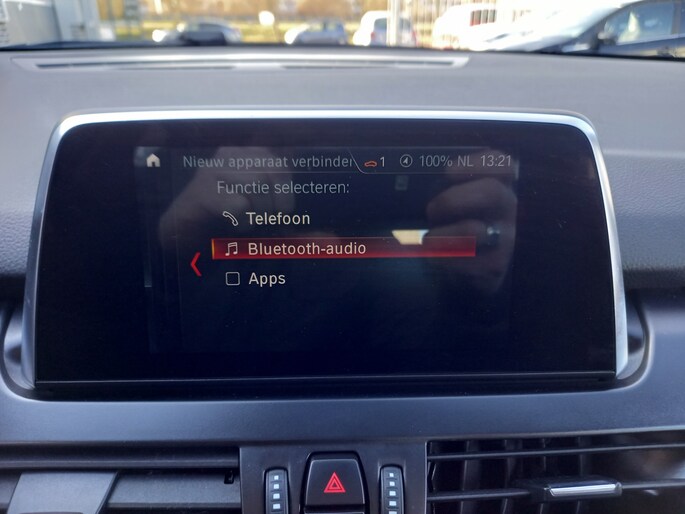 Nieuw apparaat verbinden 1 100% NL 13:21
Functie selecteren:
Telefoon
Bluetooth-audio
Apps